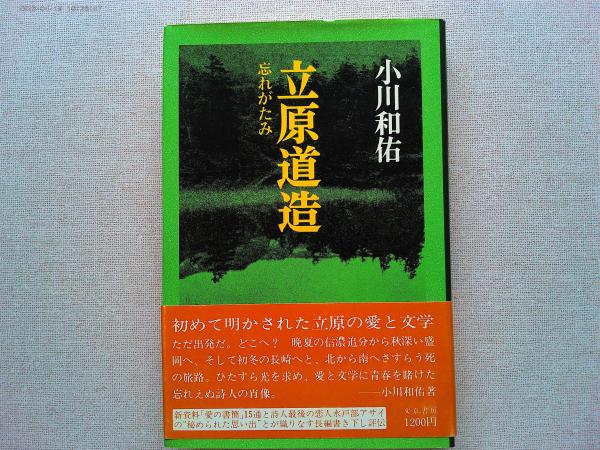 小川和佑
立原道造
忘れがたみ
初めて明かされた立原の愛と文学
ただ出発だ。どこへ? 晩夏の信濃追分から秋深い盛
岡へ、そして初冬の長崎へと、北から南へさすらう死
の旅路。ひたすら光を求め、愛と文学に青春を賭けた
忘れえぬ詩人の肖像。 ——小川和佑著
新資料「愛の書簡」15通と詩人最後の恋人水戸部アサイ
の"秘められた思い出"とが織りなす長編書き下し評伝
文京書房
1200円